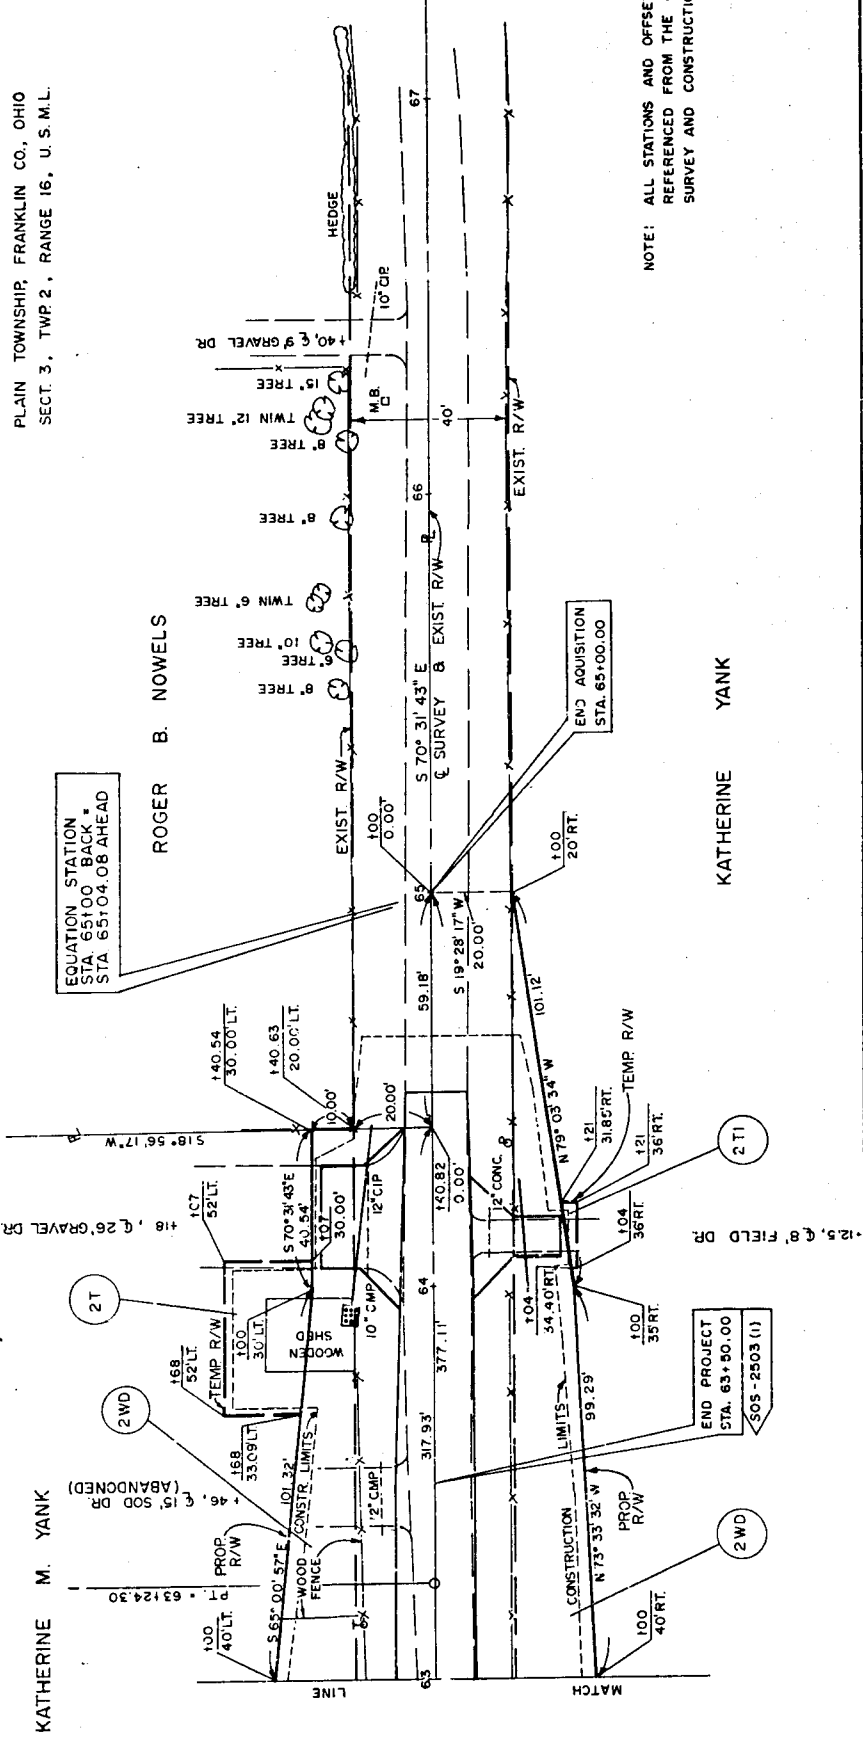 PLAIN TOWNSHIP, FRANKLIN CO., OHIO
SECT. 3, TWP. 2, RANGE 16, U. S. M. L.
KATHERINE M. YANK
ROGER B. NOWELS
KATHERINE YANK
EQUATION STATION
STA. 65+00 BACK =
STA 65+04.08 AHEAD
HEDGE
10" CIP
+40, ℄ 9' GRAVEL DR.
15" TREE
TWIN 12" TREE
8" TREE
M.B.
40'
8" TREE
TWIN 6" TREE
10" TREE
6" TREE
8" TREE
EXIST. R/W
EXIST. R/W
67
66
65
64
63
S 70° 31' 43" E
℄ SURVEY & EXIST R/W
+00
0.00'
END AQUISITION
STA. 65+00.00
+00
20' RT.
S 19° 28' 17" W
20.00'
59.18'
101.12'
N 79° 03' 34" W
+40.54
30.00' LT.
+40.63
20.00' LT.
10.00'
20.00'
S18° 56' 17" W
+18, ℄ 26' GRAVEL DR.
+07
52' LT.
S 70° 31' 43" E
40.54'
+07
30.00'
12" CIP
+40.82
0.00'
12" CONC.
+21
31.85' RT.
TEMP. R/W
+21
36' RT.
2T1
+12.5, ℄ 8' FIELD DR.
+04
36' RT.
+04
34.40' RT.
+00
35' RT.
2T
TEMP R/W
+68
52' LT.
+00
30' LT.
WOODEN
SHED
10" CMP
377.11'
317.93'
END PROJECT
STA. 63+50.00
SOS-2503 (1)
2WD
+68
33.09' LT.
101.32'
+46, ℄ 15' SOD DR.
(ABANDONED)
12" CMP
CONSTR. LIMITS
WOOD
FENCE
PROP.
R/W
S 65° 00' 57" E
P.T. = 63+24.30
+00
40' LT.
CONSTRUCTION LIMITS
99.29'
N 73° 33' 32" W
PROP.
R/W
2WD
+00
40' RT.
MATCH LINE
NOTE: ALL STATIONS AND
REFERENCED FROM THE
SURVEY AND